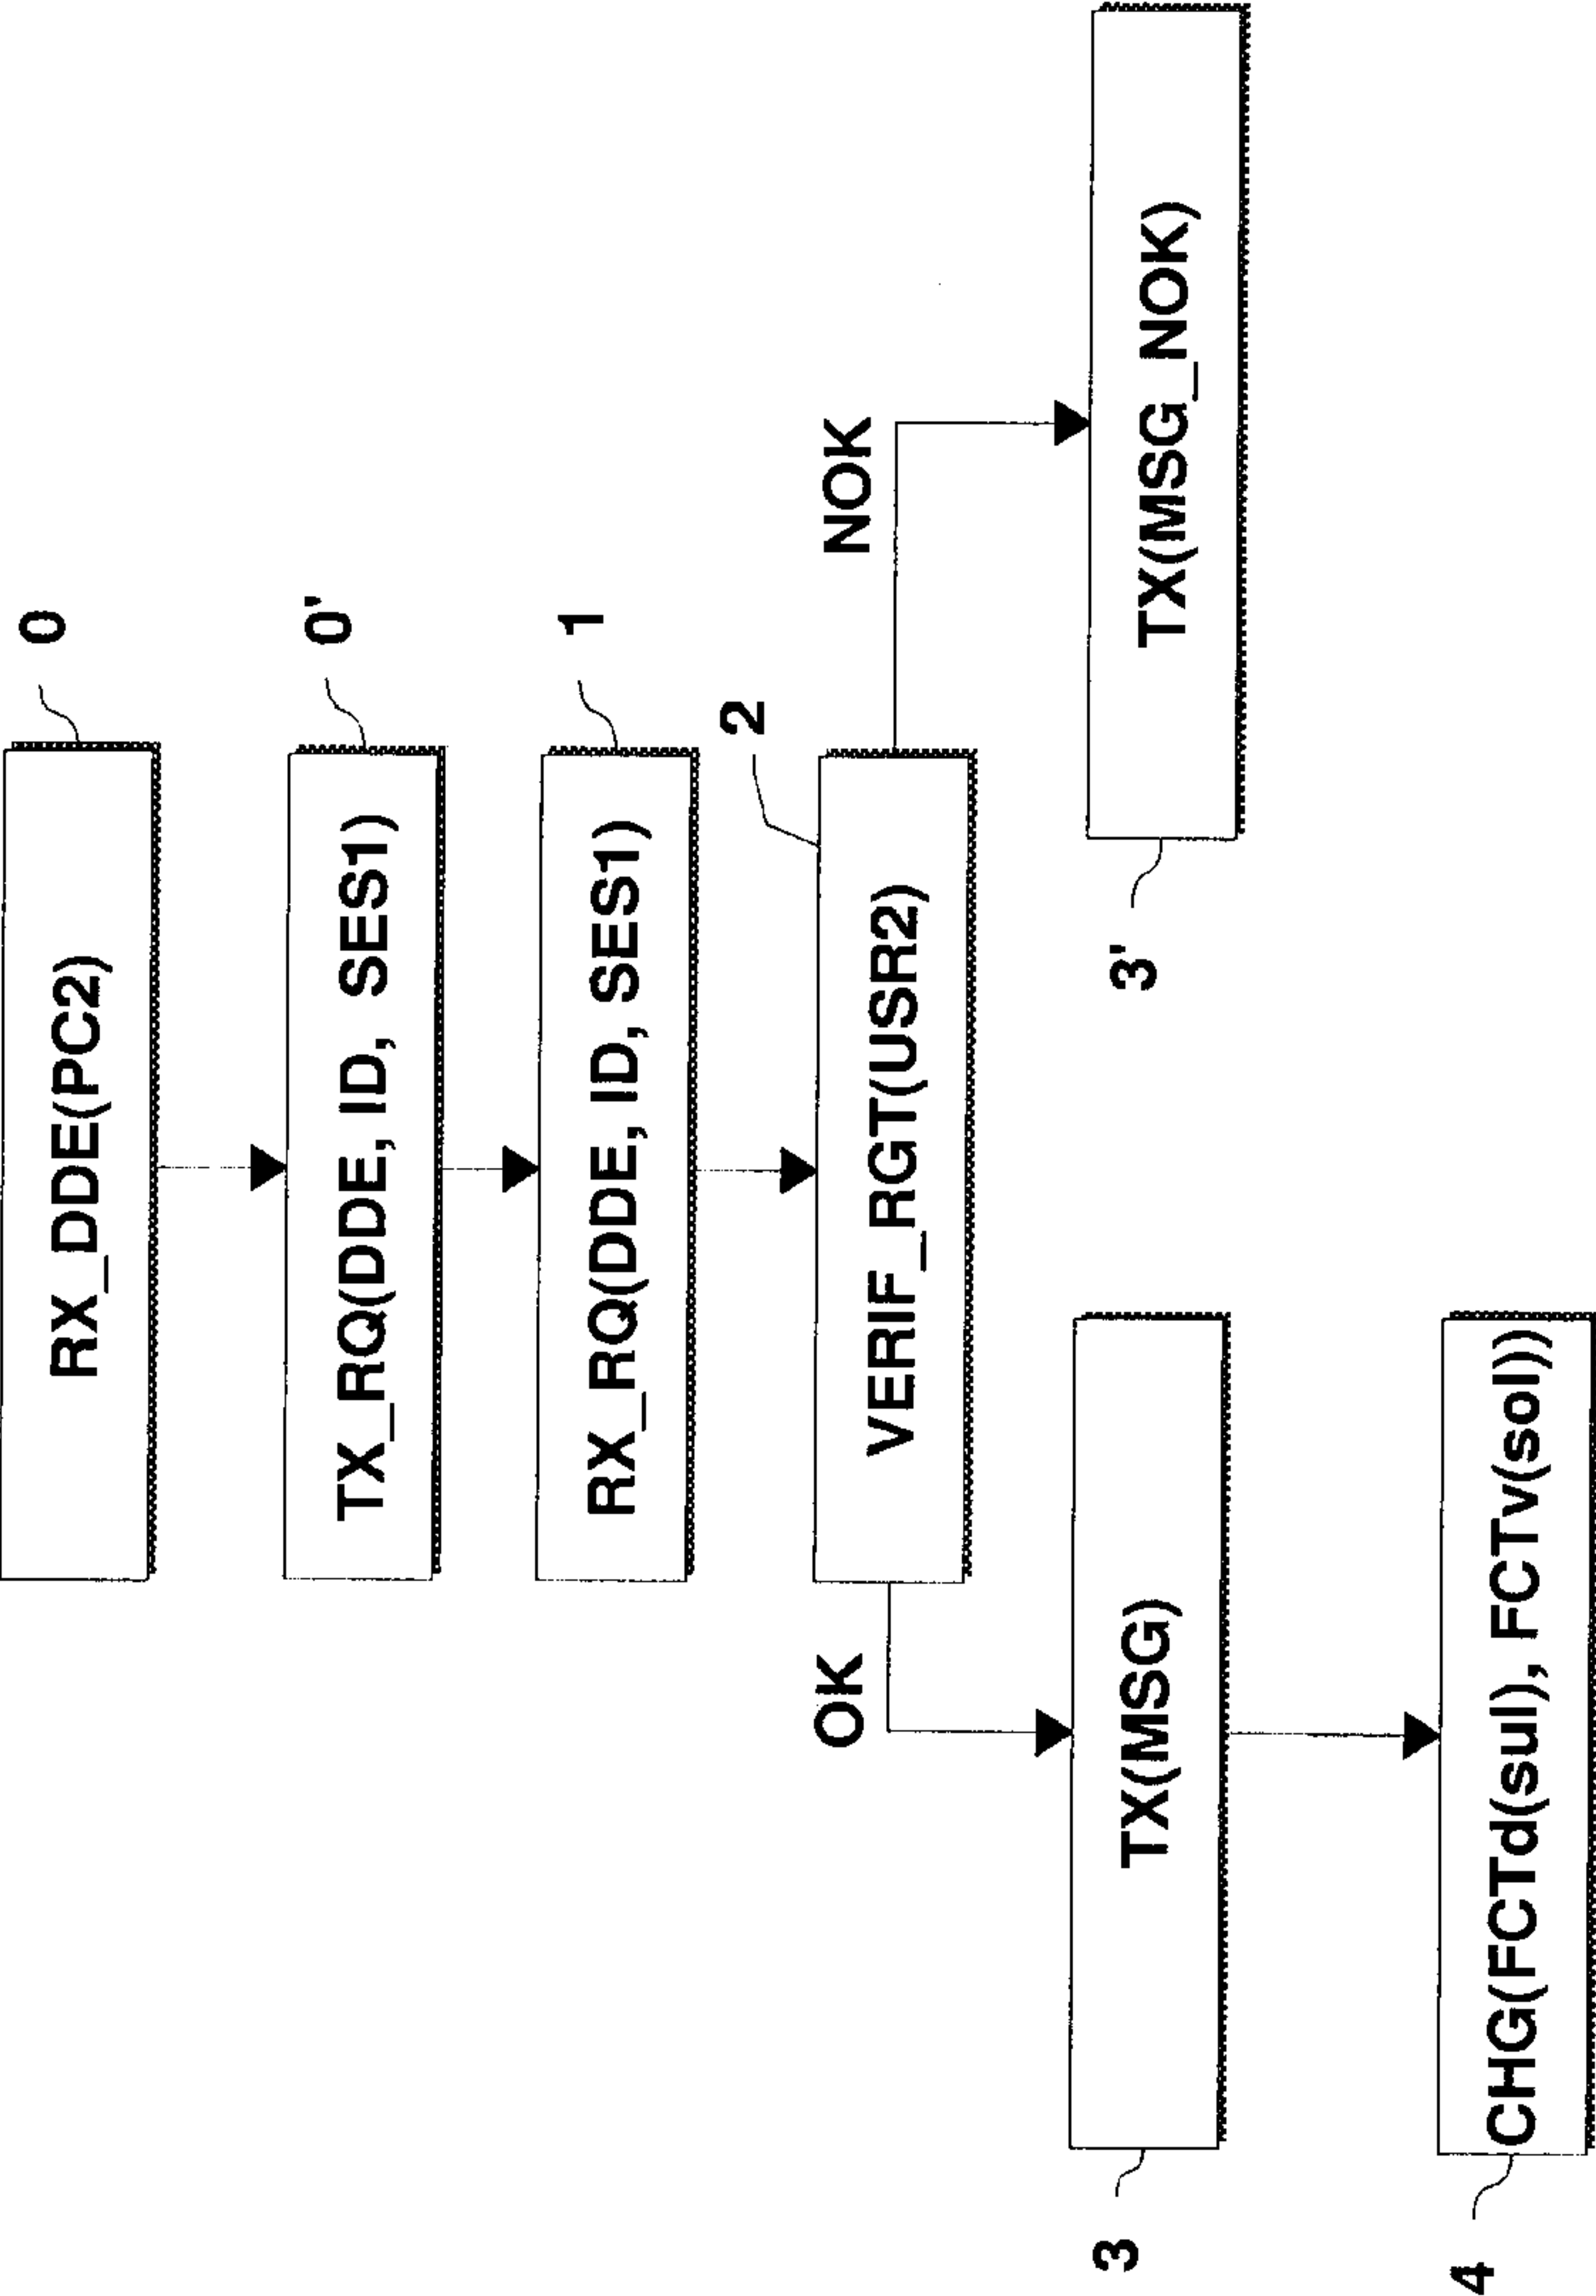 RX_DDE(PC2)
0
TX_RQ(DDE, ID, SES1)
0'
RX_RQ(DDE, ID, SES1)
1
2
VERIF_RGT(USR2)
OK
NOK
3
TX(MSG)
3'
TX(MSG_NOK)
4
CHG(FCTd(sul), FCTv(sol))